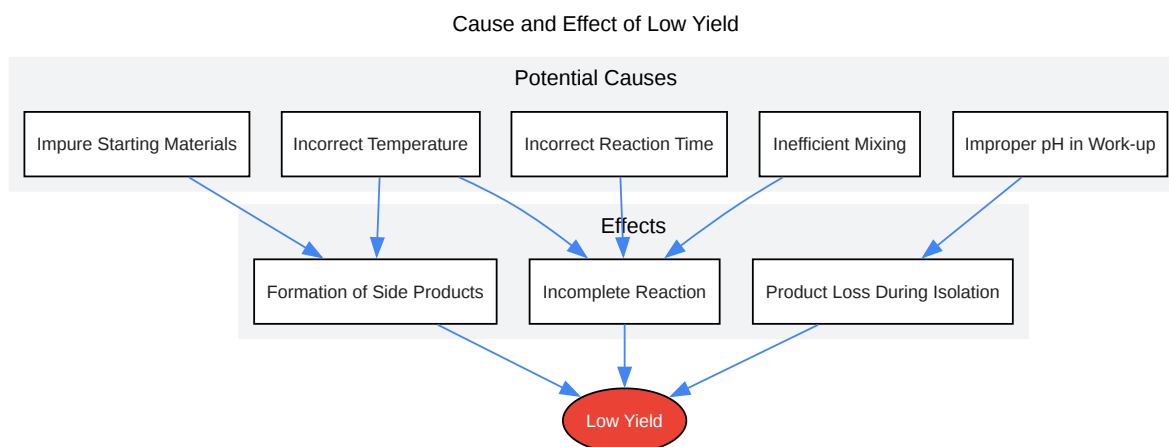 Cause and Effect of Low Yield
Potential Causes
Impure Starting Materials
Incorrect Temperature
Incorrect Reaction Time
Inefficient Mixing
Improper pH in Work-up
Effects
Formation of Side Products
Incomplete Reaction
Product Loss During Isolation
Low Yield